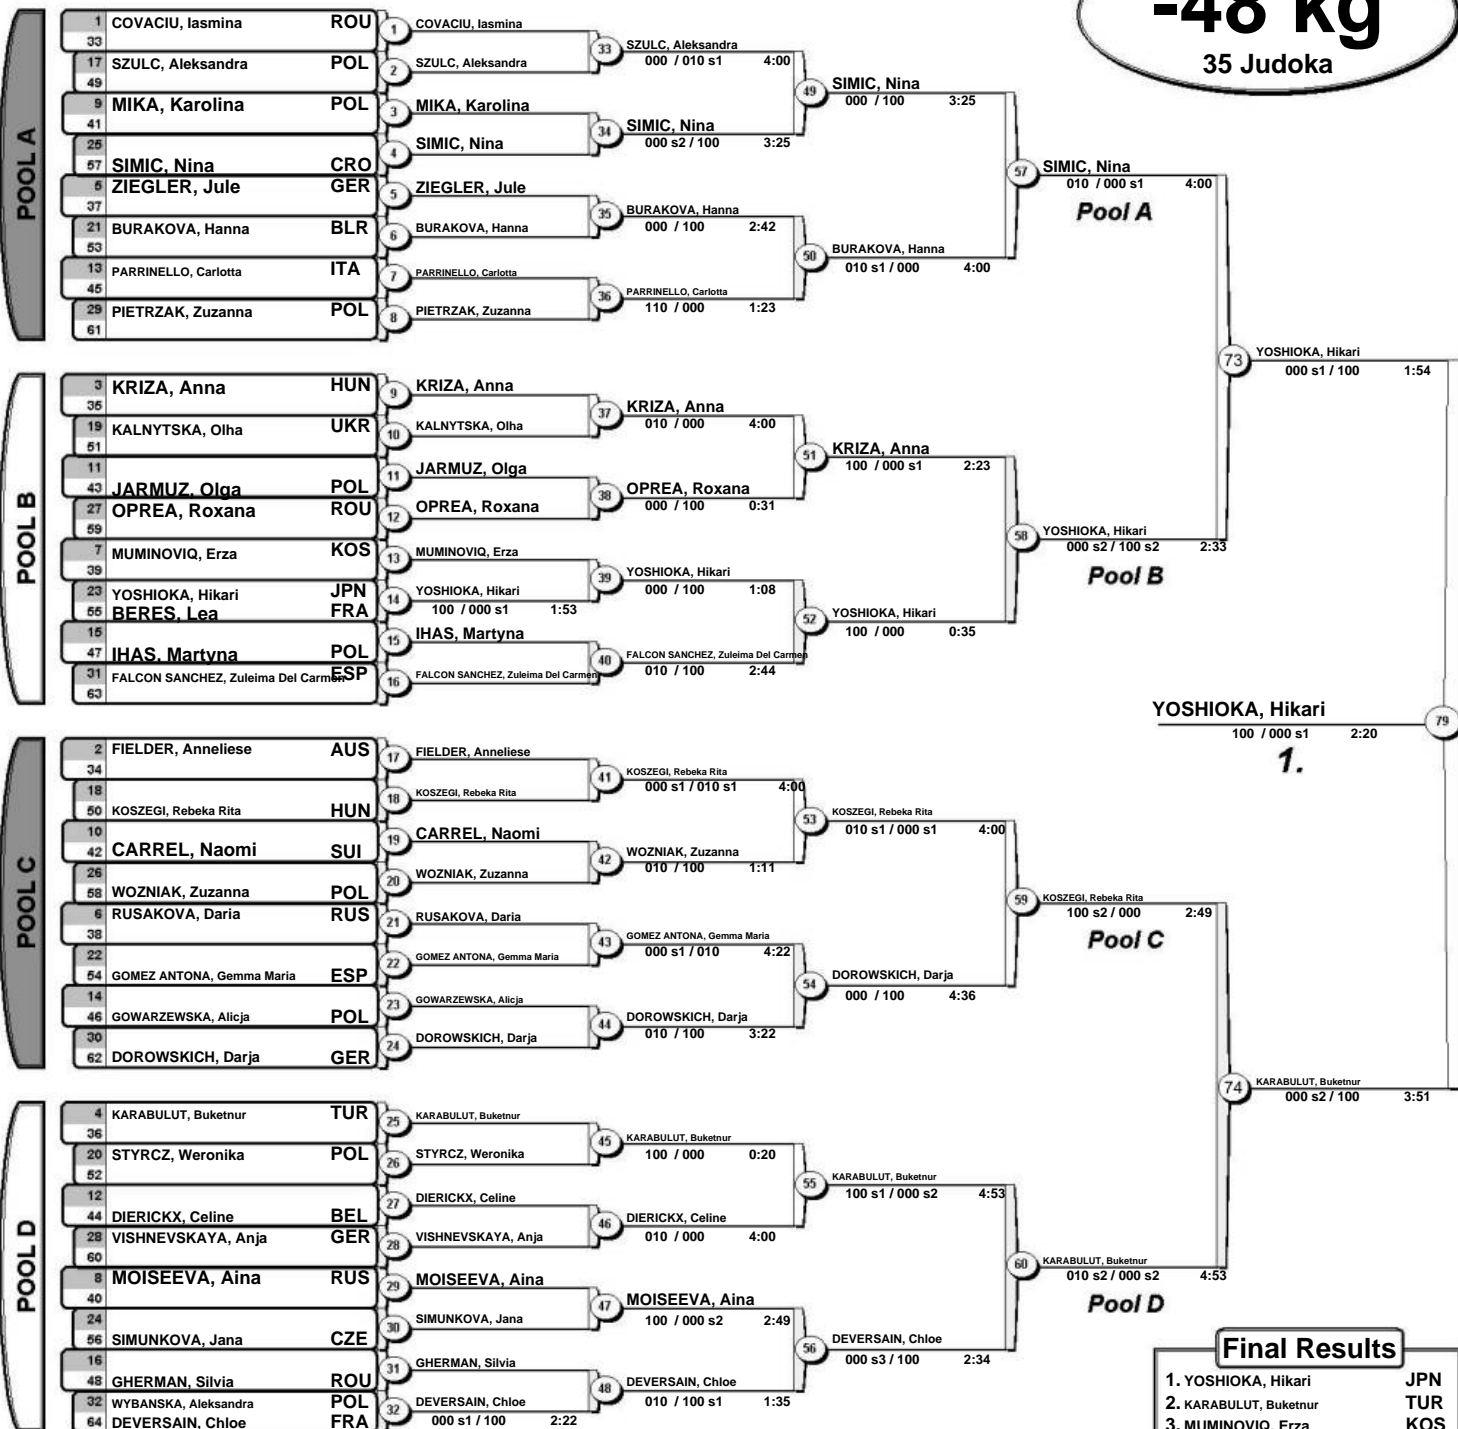 -48 kg
35 Judoka
POOL A
1 COVACIU, Iasmina ROU
33
17 SZULC, Aleksandra POL
49
9 MIKA, Karolina POL
41
25
57 SIMIC, Nina CRO
5 ZIEGLER, Jule GER
37
21 BURAKOVA, Hanna BLR
53
13 PARRINELLO, Carlotta ITA
45
29 PIETRZAK, Zuzanna POL
61
1 COVACIU, Iasmina
2 SZULC, Aleksandra
3 MIKA, Karolina
4 SIMIC, Nina
5 ZIEGLER, Jule
6 BURAKOVA, Hanna
7 PARRINELLO, Carlotta
8 PIETRZAK, Zuzanna
33 SZULC, Aleksandra
000 / 010 s1 4:00
34 SIMIC, Nina
000 s2 / 100 3:25
35 BURAKOVA, Hanna
000 / 100 2:42
36 PARRINELLO, Carlotta
110 / 000 1:23
49 SIMIC, Nina
000 / 100 3:25
50 BURAKOVA, Hanna
010 s1 / 000 4:00
57 SIMIC, Nina
010 / 000 s1 4:00
Pool A
POOL B
3 KRIZA, Anna HUN
35
19 KALNYTSKA, Olha UKR
51
11
43 JARMUZ, Olga POL
27 OPREA, Roxana ROU
59
7 MUMINOVIQ, Erza KOS
39
23 YOSHIOKA, Hikari JPN
55 BERES, Lea FRA
15
47 IHAS, Martyna POL
31 FALCON SANCHEZ, Zuleima Del Carmen ESP
63
9 KRIZA, Anna
10 KALNYTSKA, Olha
11 JARMUZ, Olga
12 OPREA, Roxana
13 MUMINOVIQ, Erza
14 YOSHIOKA, Hikari
100 / 000 s1 1:53
15 IHAS, Martyna
16 FALCON SANCHEZ, Zuleima Del Carmen
37 KRIZA, Anna
010 / 000 4:00
38 OPREA, Roxana
000 / 100 0:31
39 YOSHIOKA, Hikari
000 / 100 1:08
40 FALCON SANCHEZ, Zuleima Del Carmen
010 / 100 2:44
51 KRIZA, Anna
100 / 000 s1 2:23
52 YOSHIOKA, Hikari
100 / 000 0:35
58 YOSHIOKA, Hikari
000 s2 / 100 s2 2:33
Pool B
73 YOSHIOKA, Hikari
000 s1 / 100 1:54
YOSHIOKA, Hikari 79
100 / 000 s1 2:20
1.
POOL C
2 FIELDER, Anneliese AUS
34
18
50 KOSZEGI, Rebeka Rita HUN
10
42 CARREL, Naomi SUI
26
58 WOZNIAK, Zuzanna POL
6 RUSAKOVA, Daria RUS
38
22
54 GOMEZ ANTONA, Gemma Maria ESP
14
46 GOWARZEWSKA, Alicja POL
30
62 DOROWSKICH, Darja GER
17 FIELDER, Anneliese
18 KOSZEGI, Rebeka Rita
19 CARREL, Naomi
20 WOZNIAK, Zuzanna
21 RUSAKOVA, Daria
22 GOMEZ ANTONA, Gemma Maria
23 GOWARZEWSKA, Alicja
24 DOROWSKICH, Darja
41 KOSZEGI, Rebeka Rita
000 s1 / 010 s1 4:00
42 WOZNIAK, Zuzanna
010 / 100 1:11
43 GOMEZ ANTONA, Gemma Maria
000 s1 / 010 4:22
44 DOROWSKICH, Darja
010 / 100 3:22
53 KOSZEGI, Rebeka Rita
010 s1 / 000 s1 4:00
54 DOROWSKICH, Darja
000 / 100 4:36
59 KOSZEGI, Rebeka Rita
100 s2 / 000 2:49
Pool C
POOL D
4 KARABULUT, Buketnur TUR
36
20 STYRCZ, Weronika POL
52
12
44 DIERICKX, Celine BEL
28 VISHNEVSKAYA, Anja GER
60
8 MOISEEVA, Aina RUS
40
24
56 SIMUNKOVA, Jana CZE
16
48 GHERMAN, Silvia ROU
32 WYBANSKA, Aleksandra POL
64 DEVERSAIN, Chloe FRA
25 KARABULUT, Buketnur
26 STYRCZ, Weronika
27 DIERICKX, Celine
28 VISHNEVSKAYA, Anja
29 MOISEEVA, Aina
30 SIMUNKOVA, Jana
31 GHERMAN, Silvia
32 DEVERSAIN, Chloe
000 s1 / 100 2:22
45 KARABULUT, Buketnur
100 / 000 0:20
46 DIERICKX, Celine
010 / 000 4:00
47 MOISEEVA, Aina
100 / 000 s2 2:49
48 DEVERSAIN, Chloe
010 / 100 s1 1:35
55 KARABULUT, Buketnur
100 s1 / 000 s2 4:53
56 DEVERSAIN, Chloe
000 s3 / 100 2:34
60 KARABULUT, Buketnur
010 s2 / 000 s2 4:53
Pool D
74 KARABULUT, Buketnur
000 s2 / 100 3:51
Final Results
1. YOSHIOKA, Hikari JPN
2. KARABULUT, Buketnur TUR
3. MUMINOVIQ, Erza KOS